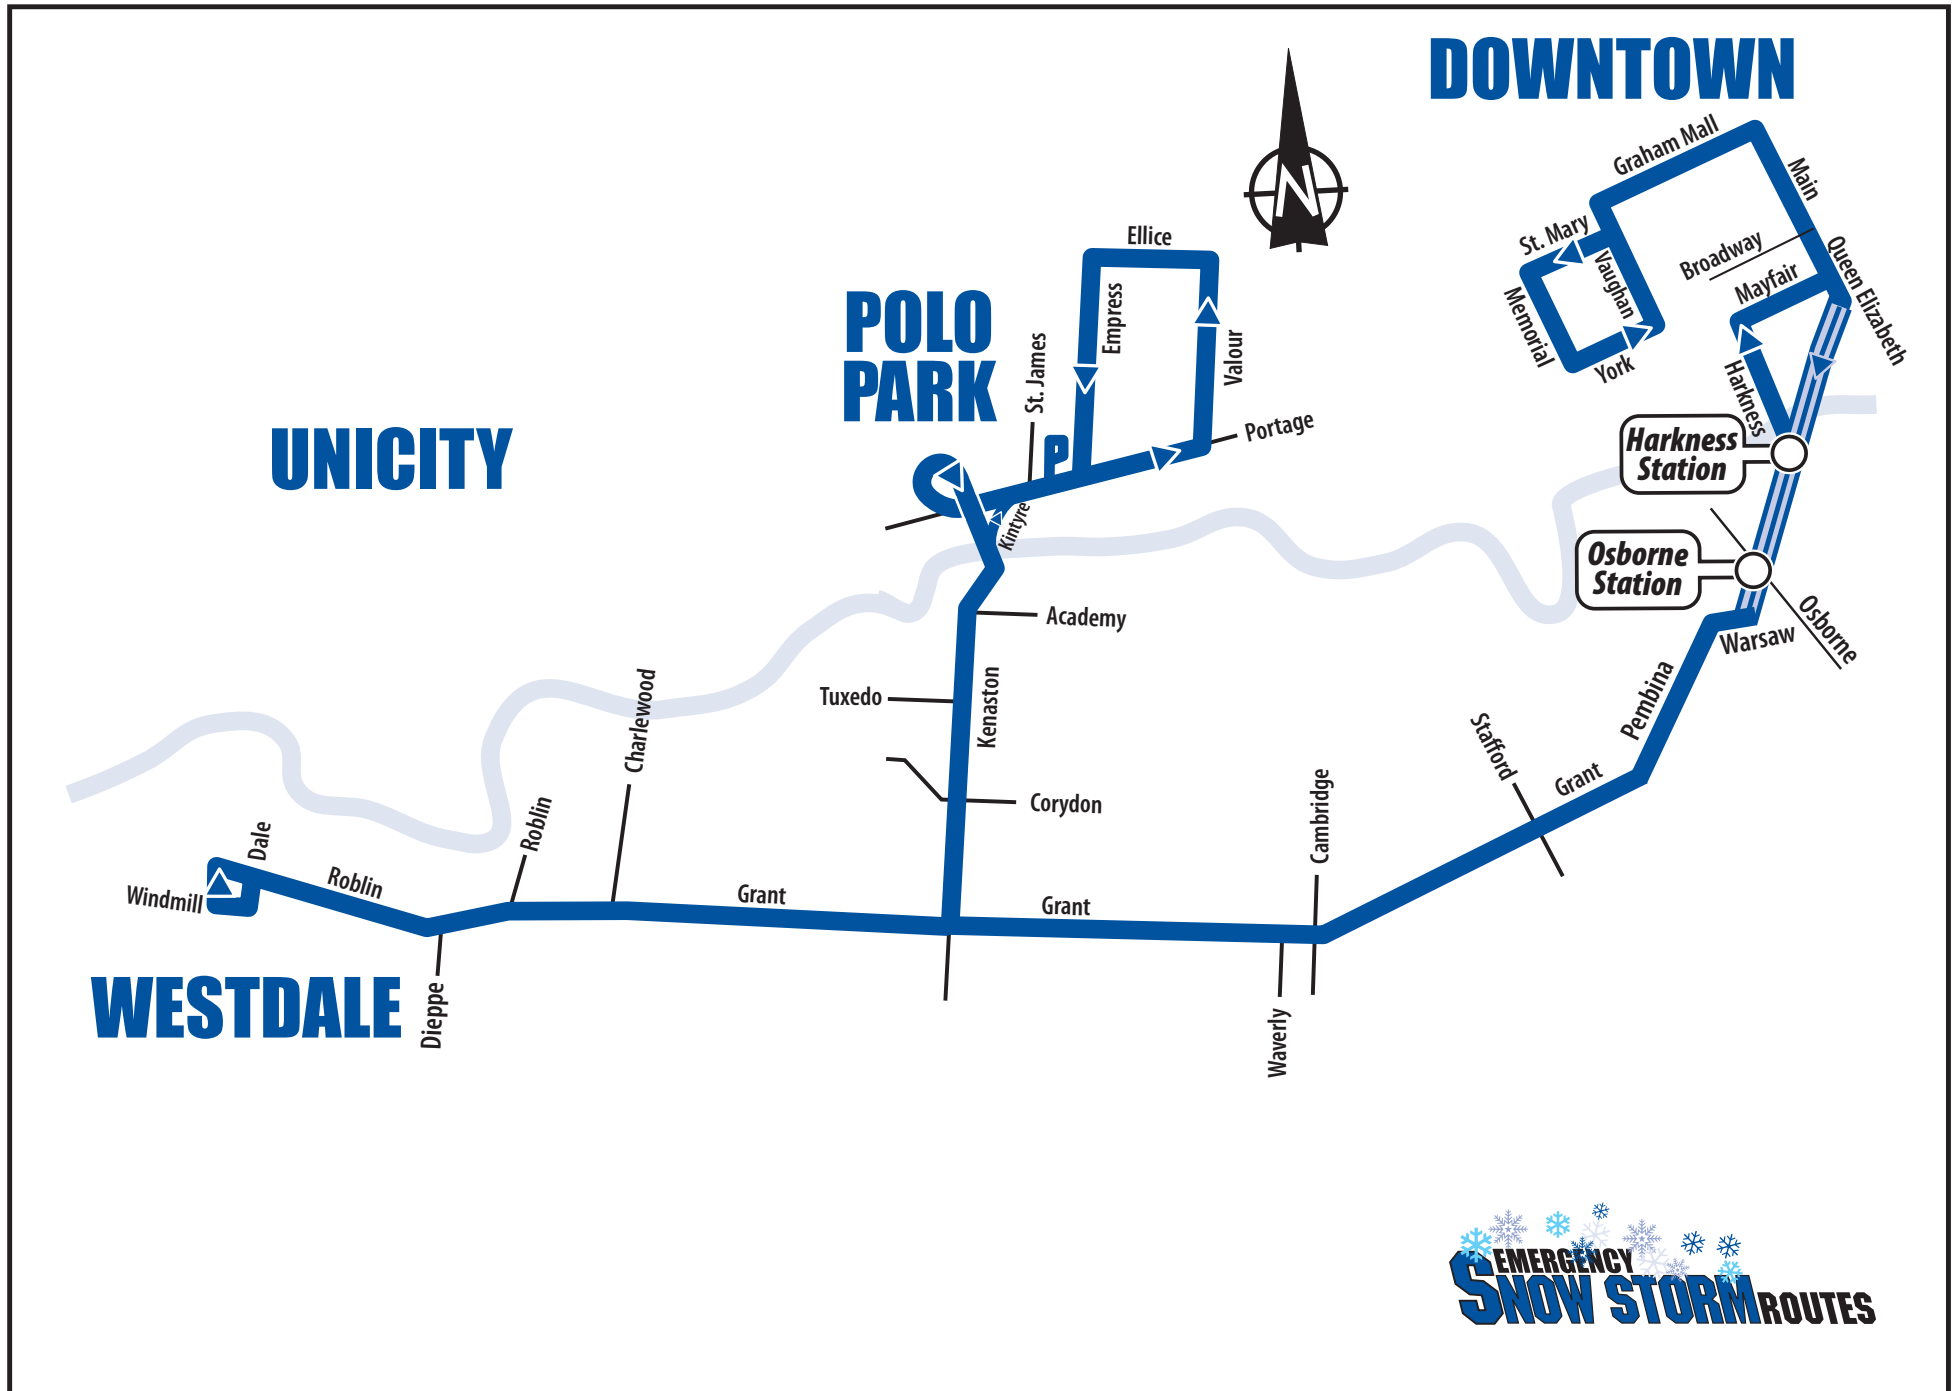 DOWNTOWN
Graham Mall
Main
St. Mary
Vaughan
Broadway
Queen Elizabeth
Mayfair
Memorial
York
Harkness
N
Ellice
Empress
Valour
St. James
Portage
POLO
PARK
P
UNICITY
Kintyre
Harkness
Station
Osborne
Station
Osborne
Warsaw
Pembina
Academy
Tuxedo
Kenaston
Corydon
Charlewood
Stafford
Grant
Cambridge
Roblin
Dale
Roblin
Windmill
Grant
Grant
WESTDALE
Dieppe
Waverly
EMERGENCY
SNOW STORM ROUTES